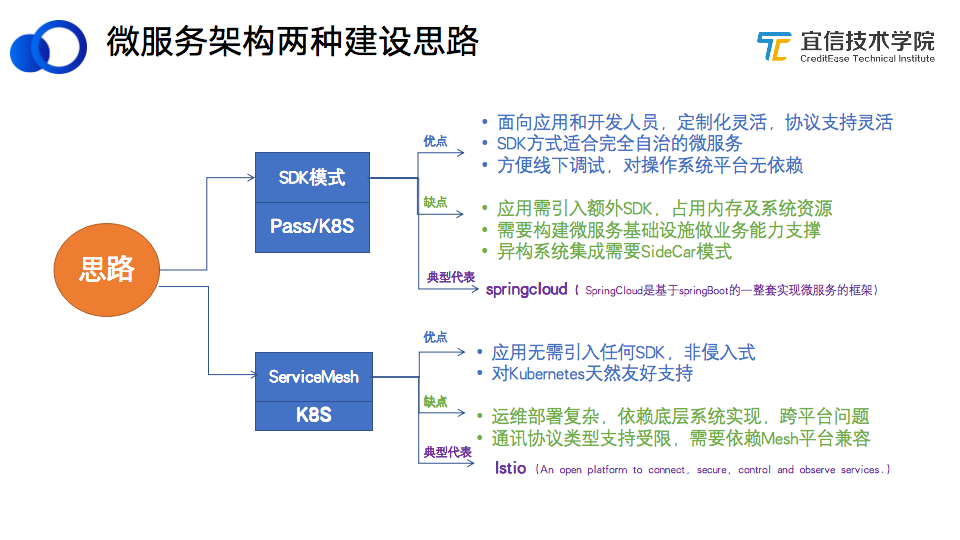 微服务架构两种建设思路
宜信技术学院
CreditEase Technical Institute
思路
SDK模式
Pass/K8S
优点
• 面向应用和开发人员，定制化灵活，协议支持灵活
• SDK方式适合完全自治的微服务
• 方便线下调试，对操作系统平台无依赖
缺点
• 应用需引入额外SDK，占用内存及系统资源
• 需要构建微服务基础设施做业务能力支撑
• 异构系统集成需要SideCar模式
典型代表
springcloud（ SpringCloud是基于springBoot的一整套实现微服务的框架）
ServiceMesh
K8S
优点
• 应用无需引入任何SDK，非侵入式
• 对Kubernetes天然友好支持
缺点
• 运维部署复杂，依赖底层系统实现，跨平台问题
• 通讯协议类型支持受限，需要依赖Mesh平台兼容
典型代表
Istio （An open platform to connect, secure, control and observe services.）